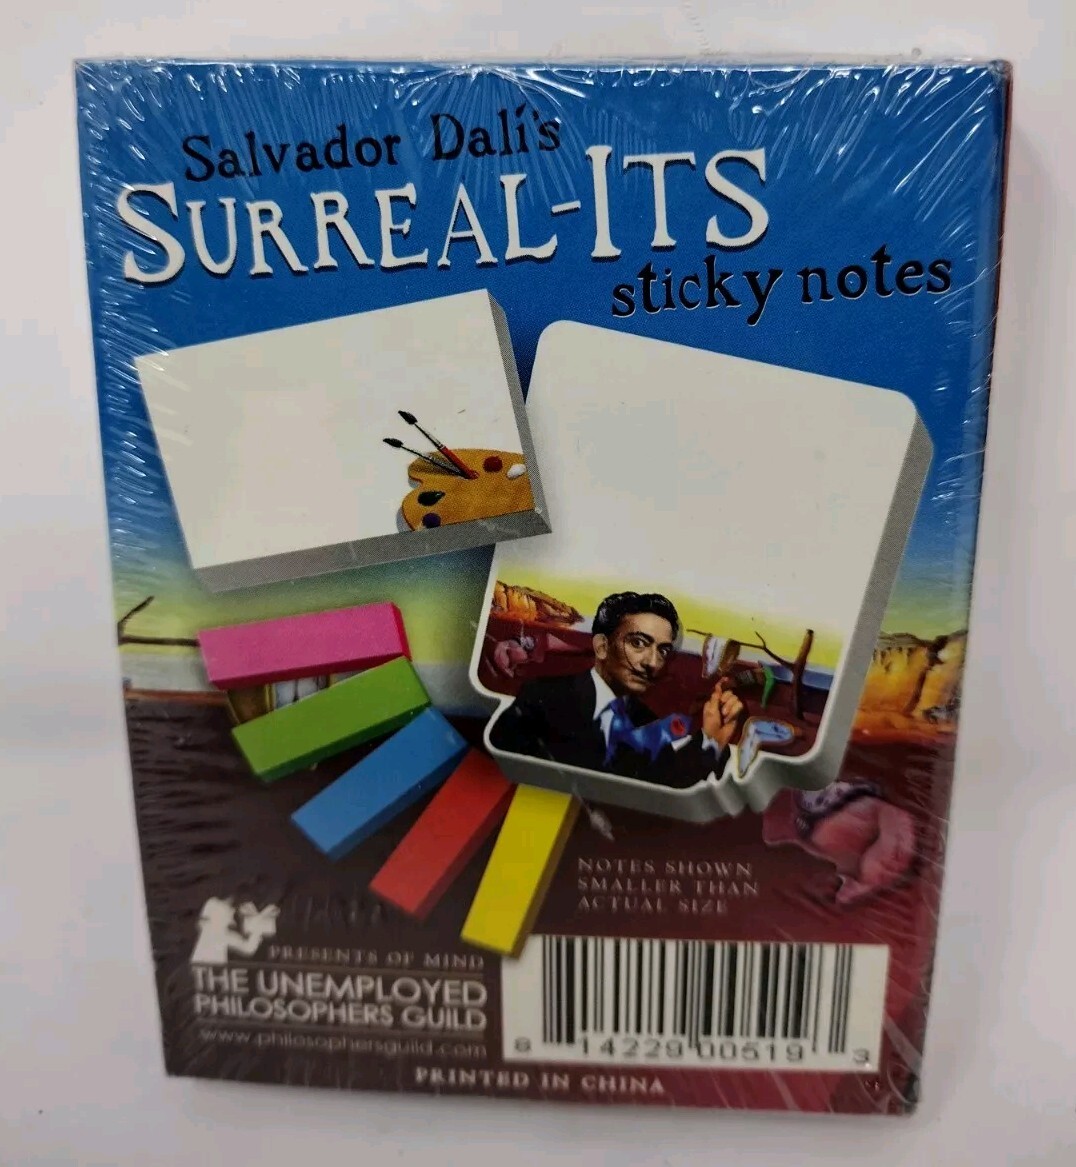 Salvador Dalí's
SURREAL-ITS
sticky notes
NOTES SHOWN
SMALLER THAN
ACTUAL SIZE
PRESENTS OF MIND
THE UNEMPLOYED
PHILOSOPHERS GUILD
www.philosophersguild.com
8 14229 00519 3
PRINTED IN CHINA